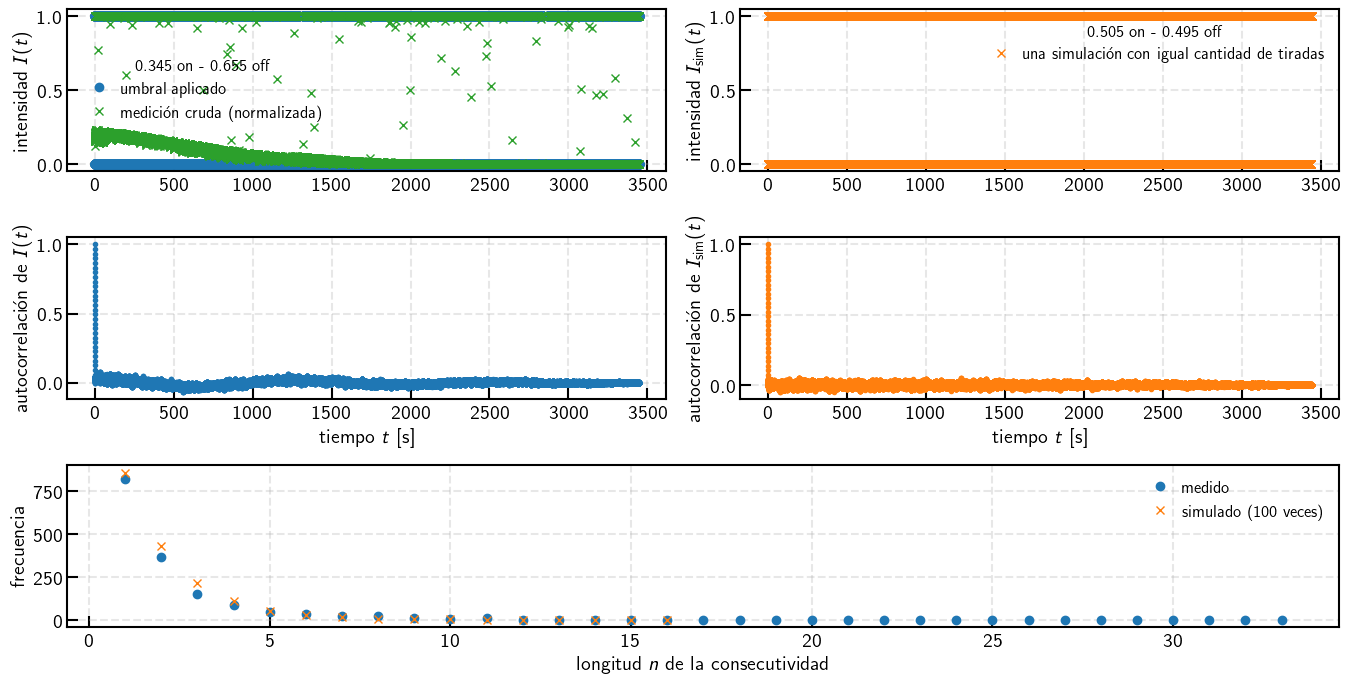 intensidad I(t)
1.0
0.5
0.0
0.345 on - 0.655 off
umbral aplicado
medición cruda (normalizada)
0 500 1000 1500 2000 2500 3000 3500
intensidad I_sim(t)
1.0
0.5
0.0
0.505 on - 0.495 off
una simulación con igual cantidad de tiradas
0 500 1000 1500 2000 2500 3000 3500
autocorrelación de I(t)
1.0
0.5
0.0
0 500 1000 1500 2000 2500 3000 3500
tiempo t [s]
autocorrelación de I_sim(t)
1.0
0.5
0.0
0 500 1000 1500 2000 2500 3000 3500
tiempo t [s]
frecuencia
750
500
250
0
medido
simulado (100 veces)
0 5 10 15 20 25 30
longitud n de la consecutividad